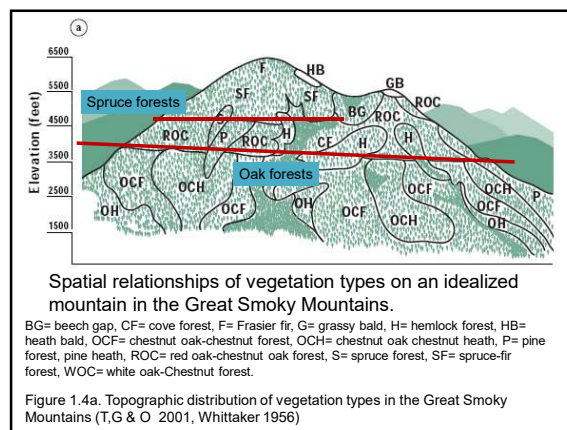 a
6500
5500
4500
3500
2500
1500
Elevation (feet)
F
HB
SF
SF
GB
BG
ROC
ROC
Spruce forests
S
ROC
P
ROC
H
CF
H
H
Oak forests
OCF
OCH
OCF
OCH
OH
OCF
OH
OCF
OCH
OCF
OH
P
Spatial relationships of vegetation types on an idealized
mountain in the Great Smoky Mountains.
BG= beech gap, CF= cove forest, F= Frasier fir, G= grassy bald, H= hemlock forest, HB=
heath bald, OCF= chestnut oak-chestnut forest, OCH= chestnut oak chestnut heath, P= pine
forest, pine heath, ROC= red oak-chestnut oak forest, S= spruce forest, SF= spruce-fir
forest, WOC= white oak-Chestnut forest.
Figure 1.4a. Topographic distribution of vegetation types in the Great Smoky
Mountains (T,G & O 2001, Whittaker 1956)